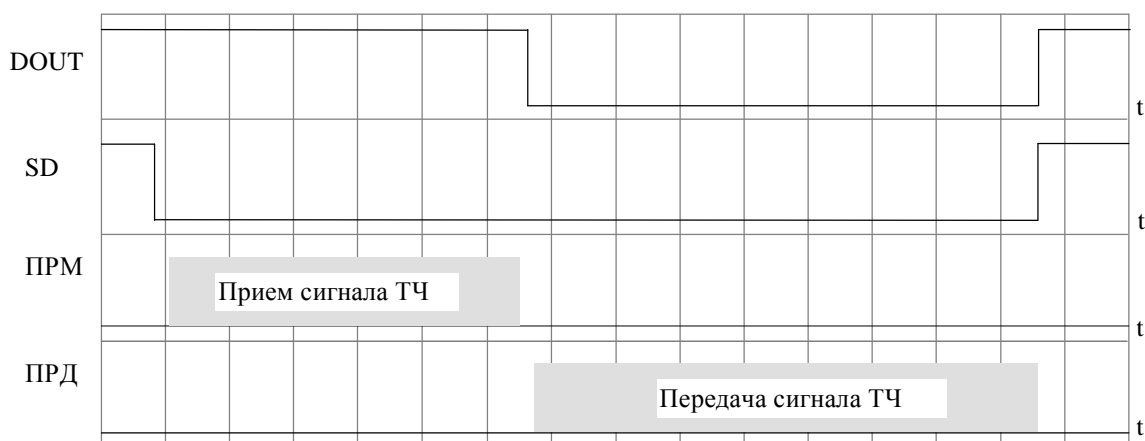 DOUT
t
SD
t
ПРМ
Прием сигнала ТЧ
t
ПРД
Передача сигнала ТЧ
t